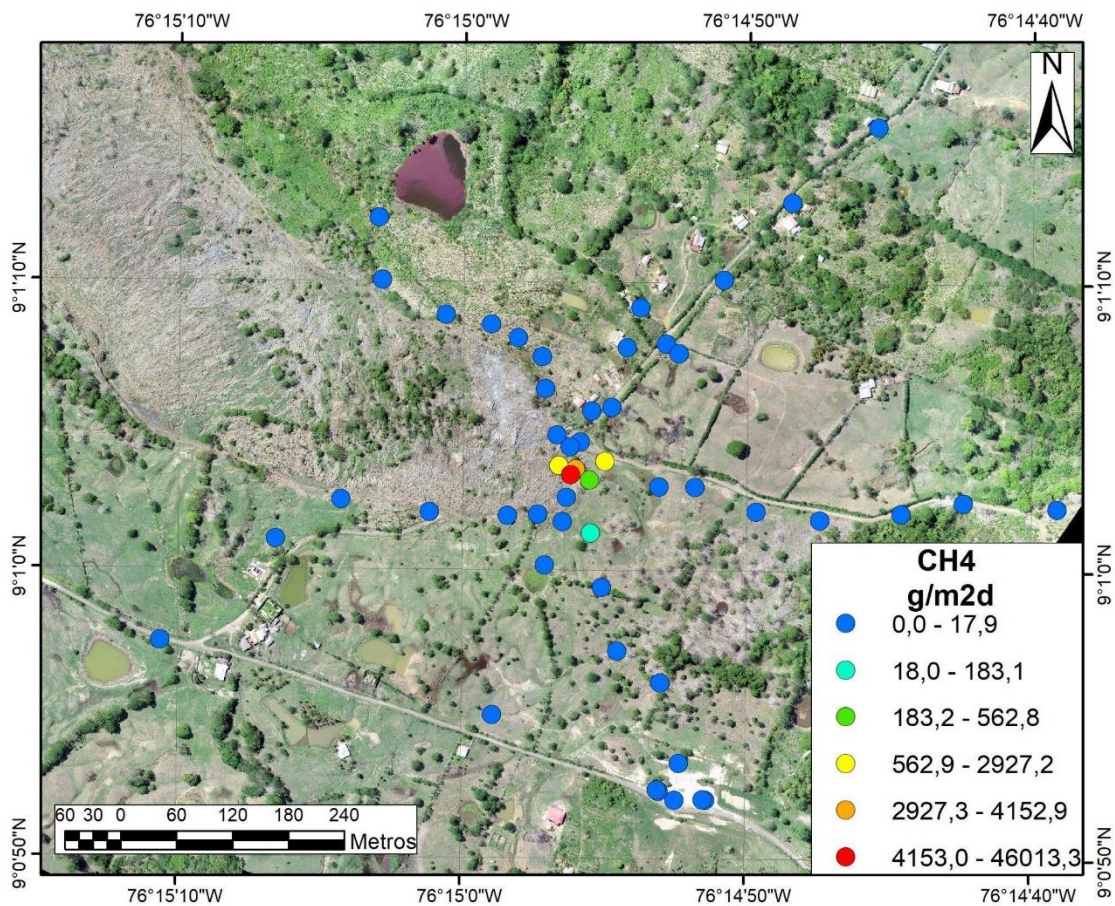 76°15'10"W 76°15'0"W 76°14'50"W 76°14'40"W
N
9°1'10"N 9°1'10"N
9°1'0"N 9°1'0"N
CH4
g/m2d
0,0 - 17,9
18,0 - 183,1
183,2 - 562,8
562,9 - 2927,2
2927,3 - 4152,9
4153,0 - 46013,3
60 30 0 60 120 180 240
Metros
9°0'50"N 9°0'50"N
76°15'10"W 76°15'0"W 76°14'50"W 76°14'40"W